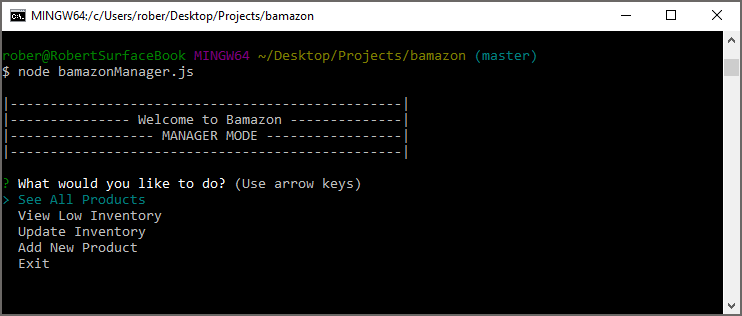 MINGW64:/c/Users/rober/Desktop/Projects/bamazon
rober@RobertSurfaceBook MINGW64 ~/Desktop/Projects/bamazon (master)
$ node bamazonManager.js
|-------------------------------------------------|
|--------------- Welcome to Bamazon --------------|
|------------------ MANAGER MODE -----------------|
|-------------------------------------------------|
? What would you like to do? (Use arrow keys)
> See All Products
View Low Inventory
Update Inventory
Add New Product
Exit